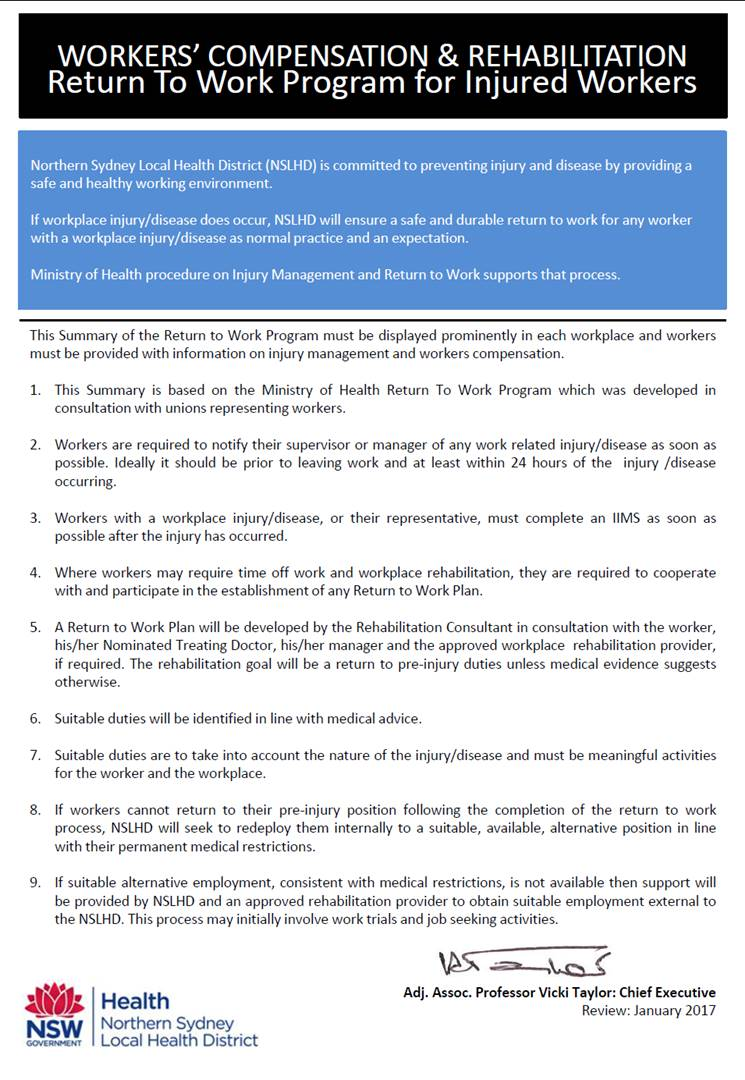 WORKERS’ COMPENSATION & REHABILITATION
Return To Work Program for Injured Workers
Northern Sydney Local Health District (NSLHD) is committed to preventing injury and disease by providing a
safe and healthy working environment.
If workplace injury/disease does occur, NSLHD will ensure a safe and durable return to work for any worker
with a workplace injury/disease as normal practice and an expectation.
Ministry of Health procedure on Injury Management and Return to Work supports that process.
This Summary of the Return to Work Program must be displayed prominently in each workplace and workers
must be provided with information on injury management and workers compensation.
1. This Summary is based on the Ministry of Health Return To Work Program which was developed in
consultation with unions representing workers.
2. Workers are required to notify their supervisor or manager of any work related injury/disease as soon as
possible. Ideally it should be prior to leaving work and at least within 24 hours of the injury /disease
occurring.
3. Workers with a workplace injury/disease, or their representative, must complete an IIMS as soon as
possible after the injury has occurred.
4. Where workers may require time off work and workplace rehabilitation, they are required to cooperate
with and participate in the establishment of any Return to Work Plan.
5. A Return to Work Plan will be developed by the Rehabilitation Consultant in consultation with the worker,
his/her Nominated Treating Doctor, his/her manager and the approved workplace rehabilitation provider,
if required. The rehabilitation goal will be a return to pre-injury duties unless medical evidence suggests
otherwise.
6. Suitable duties will be identified in line with medical advice.
7. Suitable duties are to take into account the nature of the injury/disease and must be meaningful activities
for the worker and the workplace.
8. If workers cannot return to their pre-injury position following the completion of the return to work
process, NSLHD will seek to redeploy them internally to a suitable, available, alternative position in line
with their permanent medical restrictions.
9. If suitable alternative employment, consistent with medical restrictions, is not available then support will
be provided by NSLHD and an approved rehabilitation provider to obtain suitable employment external to
the NSLHD. This process may initially involve work trials and job seeking activities.
Adj. Assoc. Professor Vicki Taylor: Chief Executive
Review: January 2017
NSW
GOVERNMENT
Health
Northern Sydney
Local Health District